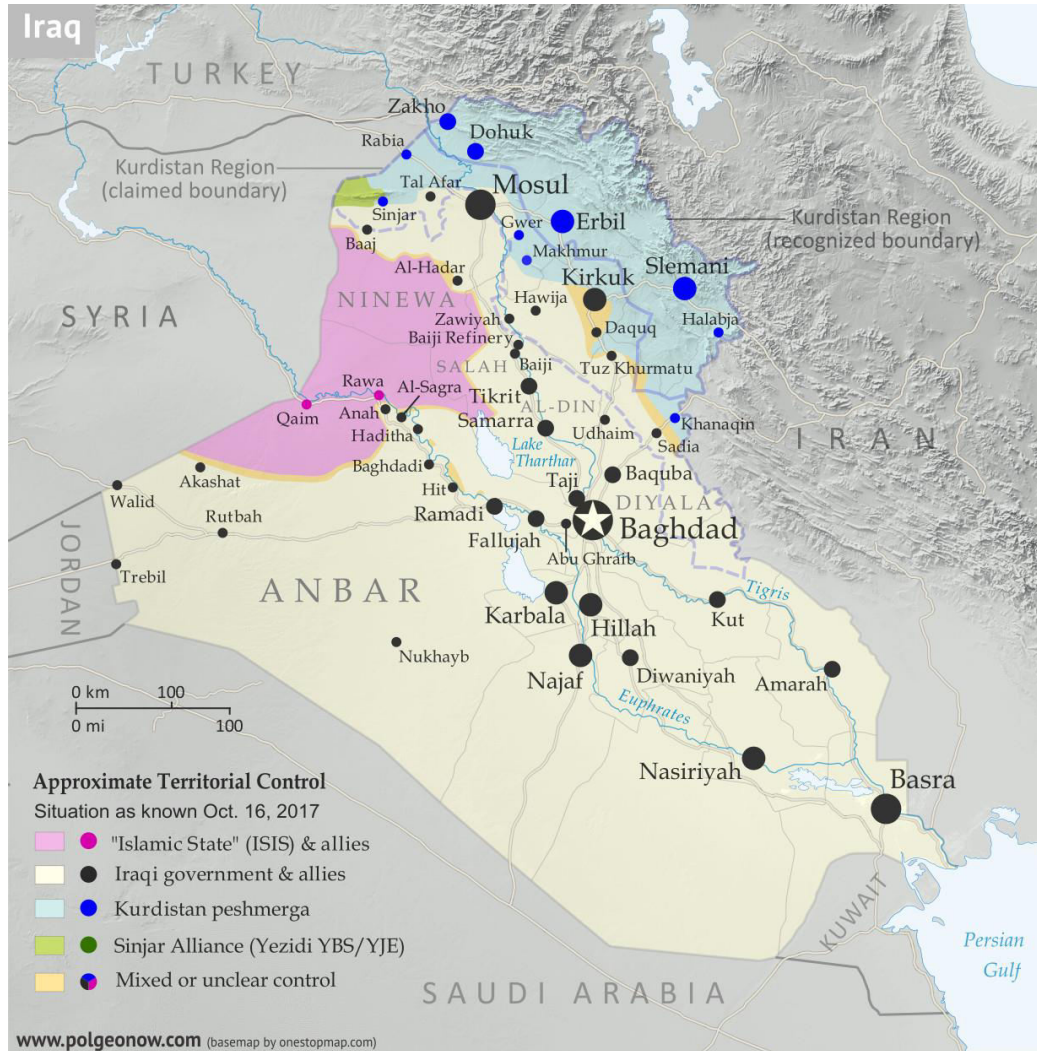 Iraq
TURKEY
Zakho
Dohuk
Rabia
Kurdistan Region
(claimed boundary)
Tal Afar
Mosul
Sinjar
Gwer
Erbil
Kurdistan Region
(recognized boundary)
Baaj
Makhmur
Al-Hadar
Kirkuk
Slemani
NINEWA
Hawija
SYRIA
Zawiyah
Daquq
Halabja
Baiji Refinery
Baiji
SALAH
Tuz Khurmatu
Rawa
Al-Sagra
Tikrit
AL-DIN
Qaim
Anah
Samarra
Udhaim
Khanaqin
IRAN
Haditha
Lake
Tharthar
Sadia
Baghdadi
Akashat
Taji
Baquba
Walid
Hit
DIYALA
Rutbah
Ramadi
Baghdad
Fallujah
Abu Ghraib
JORDAN
Trebil
ANBAR
Tigris
Karbala
Hillah
Kut
Nukhayb
Najaf
Diwaniyah
Amarah
0 km
100
0 mi
100
Euphrates
Nasiriyah
Basra
Approximate Territorial Control
Situation as known Oct. 16, 2017
"Islamic State" (ISIS) & allies
Iraqi government & allies
Kurdistan peshmerga
Sinjar Alliance (Yezidi YBS/YJE)
Mixed or unclear control
KUWAIT
Persian
Gulf
SAUDI ARABIA
www.polgeonow.com (basemap by onestopmap.com)